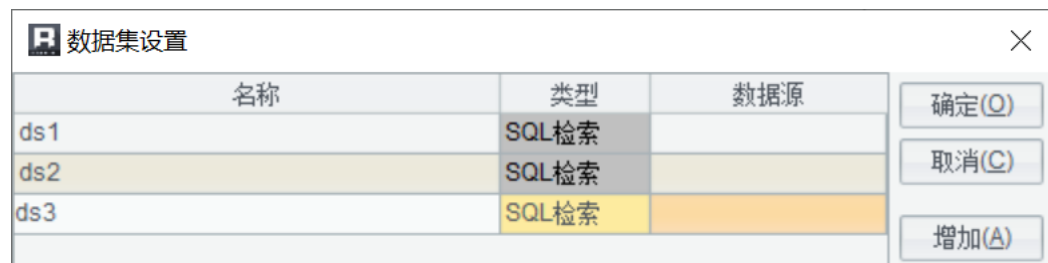 数据集设置
名称 类型 数据源
ds1 SQL检索
ds2 SQL检索
ds3 SQL检索
确定(O)
取消(C)
增加(A)